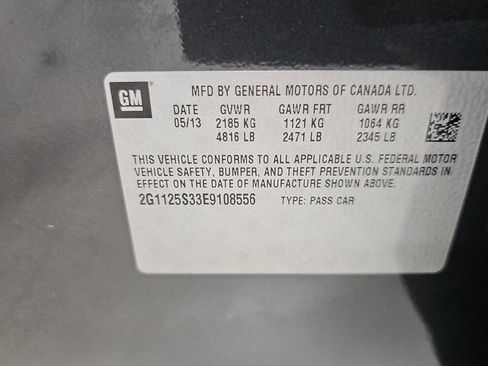 GM
MFD BY GENERAL MOTORS OF CANADA LTD.
DATE GVWR GAWR FRT GAWR RR
05/13 2185 KG 1121 KG 1064 KG
4816 LB 2471 LB 2345 LB
THIS VEHICLE CONFORMS TO ALL APPLICABLE U.S. FEDERAL MOTOR
VEHICLE SAFETY, BUMPER, AND THEFT PREVENTION STANDARDS IN
EFFECT ON THE DATE OF MANUFACTURE SHOWN ABOVE.
2G1125S33E9108556 TYPE: PASS CAR